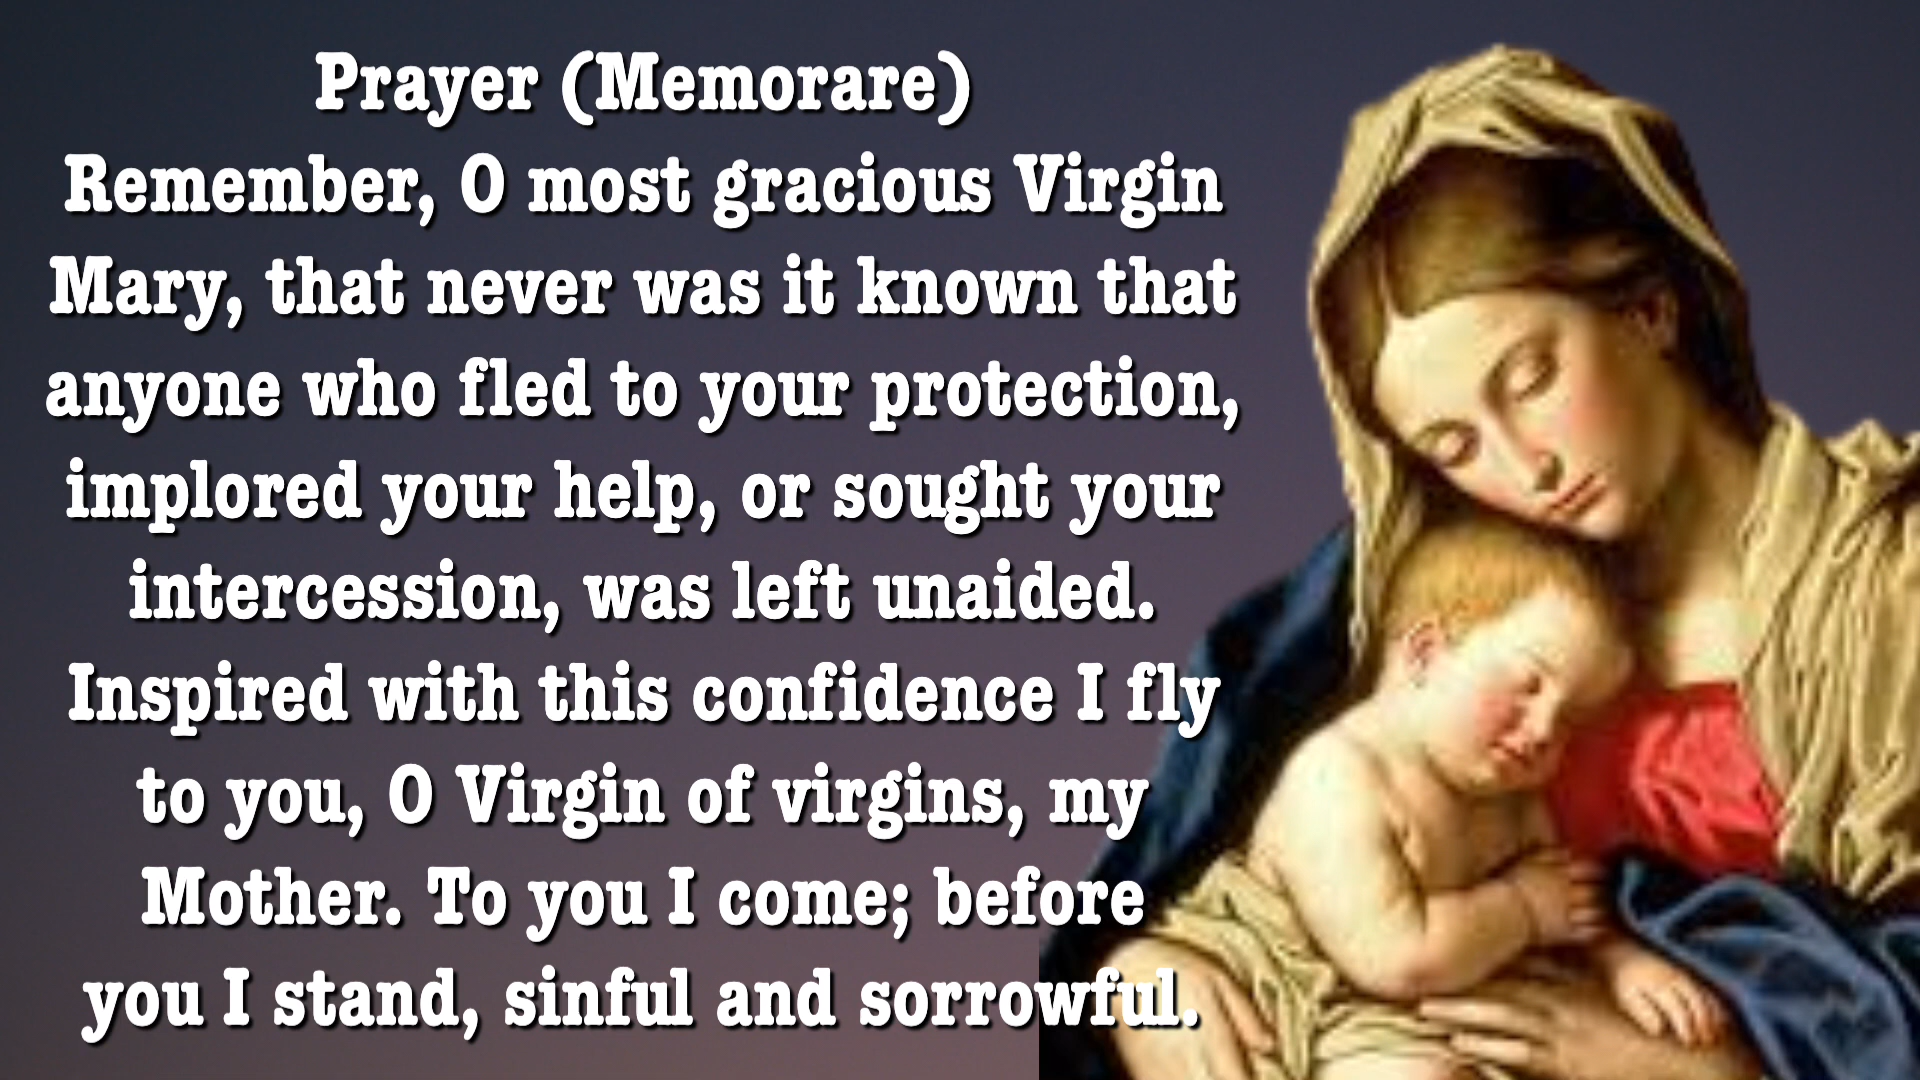 Prayer (Memorare)
Remember, O most gracious Virgin
Mary, that never was it known that
anyone who fled to your protection,
implored your help, or sought your
intercession, was left unaided.
Inspired with this confidence I fly
to you, O Virgin of virgins, my
Mother. To you I come; before
you I stand, sinful and sorrowful.